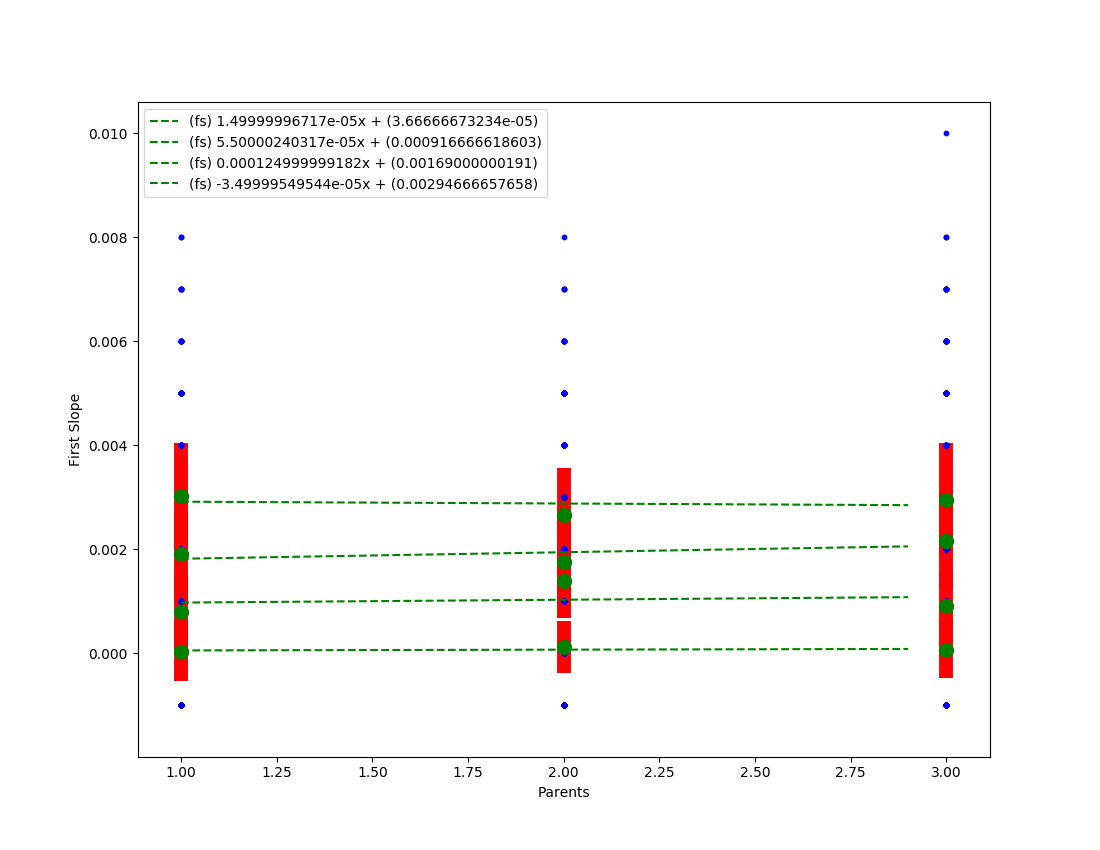 (fs) 1.49999996717e-05x + (3.66666673234e-05)
(fs) 5.50000240317e-05x + (0.000916666618603)
(fs) 0.000124999999182x + (0.00169000000191)
(fs) -3.49999549544e-05x + (0.00294666657658)
0.010
0.008
0.006
0.004
0.002
0.000
First Slope
1.00 1.25 1.50 1.75 2.00 2.25 2.50 2.75 3.00
Parents